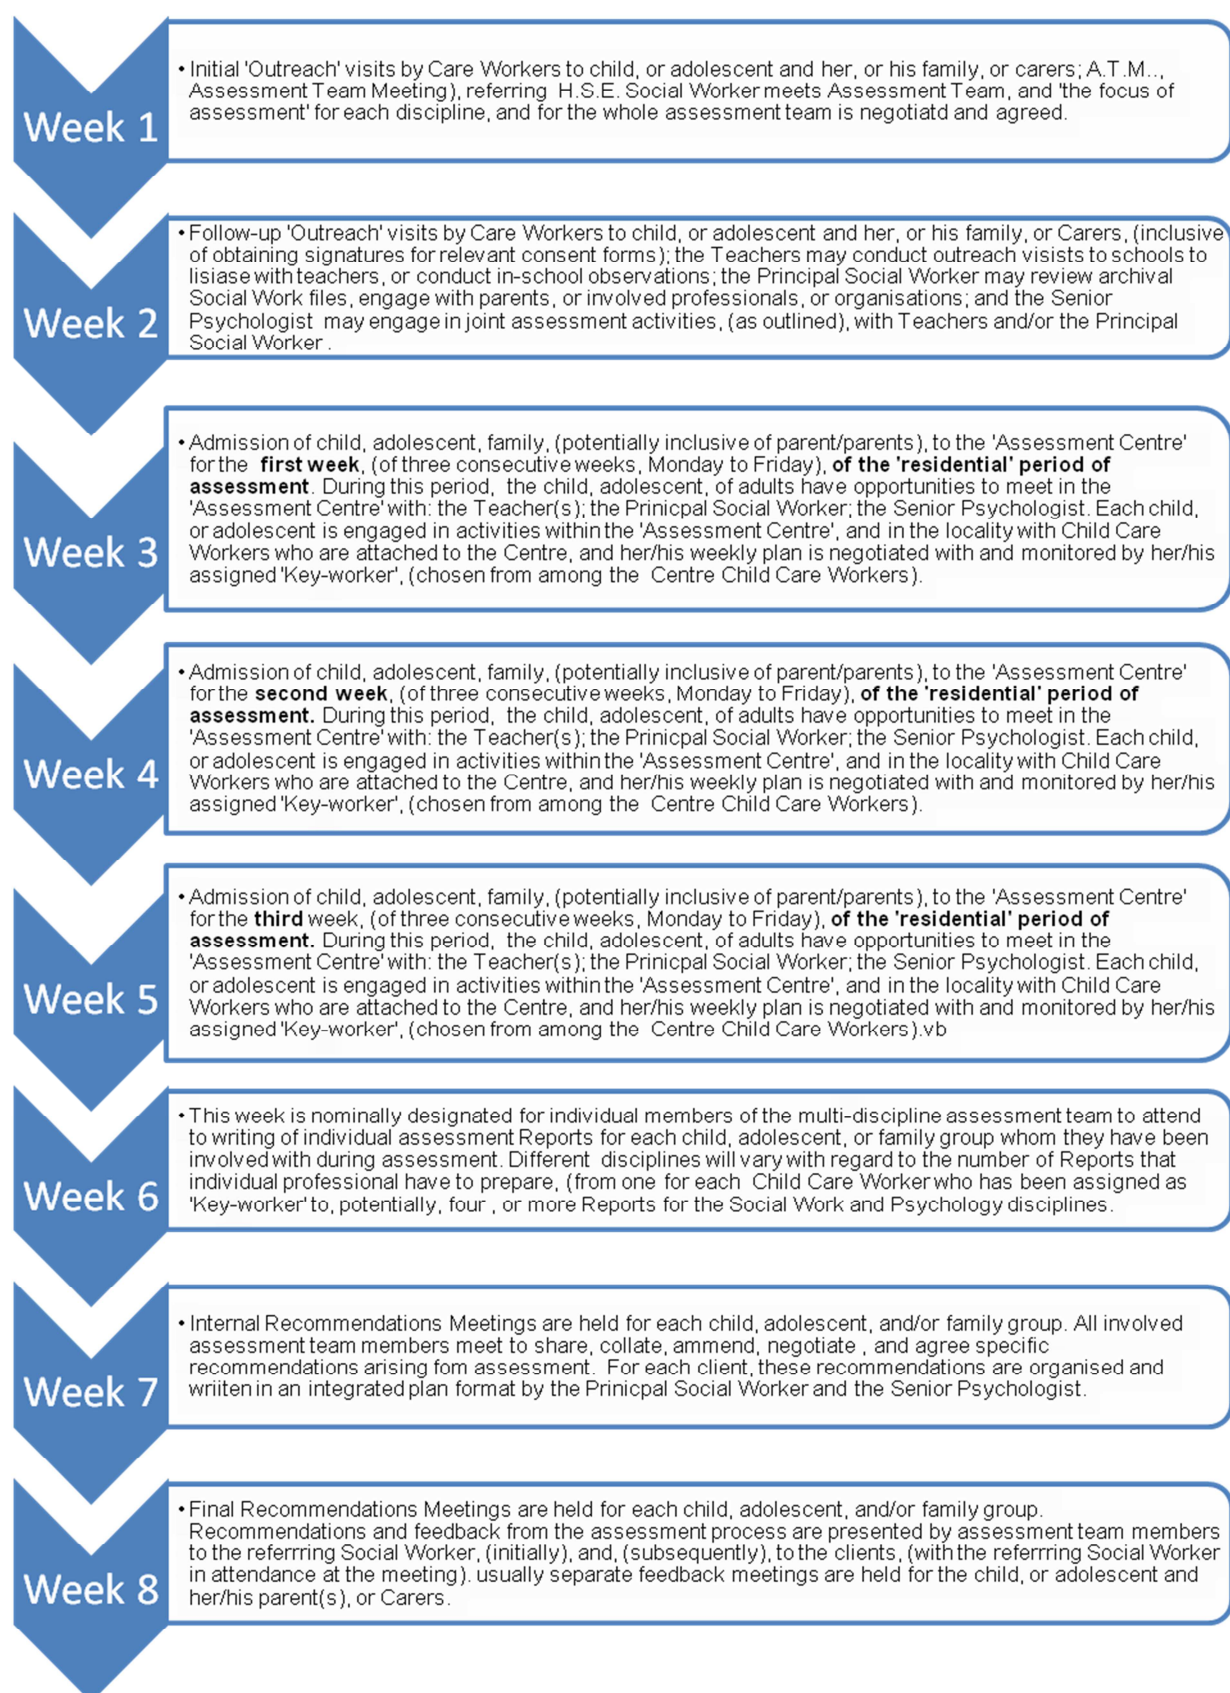 Week 1
• Initial 'Outreach' visits by Care Workers to child, or adolescent and her, or his family, or carers; A.T.M..,
Assessment Team Meeting), referring H.S.E. Social Worker meets Assessment Team, and 'the focus of
assessment' for each discipline, and for the whole assessment team is negotiatd and agreed.
Week 2
• Follow-up 'Outreach' visits by Care Workers to child, or adolescent and her, or his family, or Carers, (inclusive
of obtaining signatures for relevant consent forms); the Teachers may conduct outreach visists to schools to
lisiase with teachers, or conduct in-school observations; the Principal Social Worker may review archival
Social Work files, engage with parents, or involved professionals, or organisations; and the Senior
Psychologist may engage in joint assessment activities, (as outlined), with Teachers and/or the Principal
Social Worker .
Week 3
• Admission of child, adolescent, family, (potentially inclusive of parent/parents), to the 'Assessment Centre'
for the first week, (of three consecutive weeks, Monday to Friday), of the 'residential' period of
assessment. During this period, the child, adolescent, of adults have opportunities to meet in the
'Assessment Centre' with: the Teacher(s); the Prinicpal Social Worker; the Senior Psychologist. Each child,
or adolescent is engaged in activities within the 'Assessment Centre', and in the locality with Child Care
Workers who are attached to the Centre, and her/his weekly plan is negotiated with and monitored by her/his
assigned 'Key-worker', (chosen from among the Centre Child Care Workers).
Week 4
• Admission of child, adolescent, family, (potentially inclusive of parent/parents), to the 'Assessment Centre'
for the second week, (of three consecutive weeks, Monday to Friday), of the 'residential' period of
assessment. During this period, the child, adolescent, of adults have opportunities to meet in the
'Assessment Centre' with: the Teacher(s); the Prinicpal Social Worker; the Senior Psychologist. Each child,
or adolescent is engaged in activities within the 'Assessment Centre', and in the locality with Child Care
Workers who are attached to the Centre, and her/his weekly plan is negotiated with and monitored by her/his
assigned 'Key-worker', (chosen from among the Centre Child Care Workers).
Week 5
• Admission of child, adolescent, family, (potentially inclusive of parent/parents), to the 'Assessment Centre'
for the third week, (of three consecutive weeks, Monday to Friday), of the 'residential' period of
assessment. During this period, the child, adolescent, of adults have opportunities to meet in the
'Assessment Centre' with: the Teacher(s); the Prinicpal Social Worker; the Senior Psychologist. Each child,
or adolescent is engaged in activities within the 'Assessment Centre', and in the locality with Child Care
Workers who are attached to the Centre, and her/his weekly plan is negotiated with and monitored by her/his
assigned 'Key-worker', (chosen from among the Centre Child Care Workers).vb
Week 6
• This week is nominally designated for individual members of the multi-discipline assessment team to attend
to writing of individual assessment Reports for each child, adolescent, or family group whom they have been
involved with during assessment. Different disciplines will vary with regard to the number of Reports that
individual professional have to prepare, (from one for each Child Care Worker who has been assigned as
'Key-worker' to, potentially, four , or more Reports for the Social Work and Psychology disciplines.
Week 7
• Internal Recommendations Meetings are held for each child, adolescent, and/or family group. All involved
assessment team members meet to share, collate, ammend, negotiate , and agree specific
recommendations arising fom assessment. For each client, these recommendations are organised and
wriiten in an integrated plan format by the Prinicpal Social Worker and the Senior Psychologist.
Week 8
• Final Recommendations Meetings are held for each child, adolescent, and/or family group.
Recommendations and feedback from the assessment process are presented by assessment team members
to the referrring Social Worker, (initially), and, (subsequently), to the clients, (with the referrring Social Worker
in attendance at the meeting). usually separate feedback meetings are held for the child, or adolescent and
her/his parent(s), or Carers.